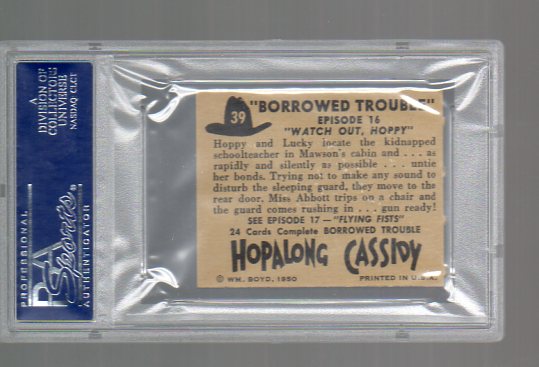 A
DIVISION OF
COLLECTORS
UNIVERSE
NASDAQ: CLCT
PROFESSIONAL
PSA
Sports®
AUTHENTICATOR
39
"BORROWED TROUBLE"
EPISODE 16
"WATCH OUT, HOPPY"
Hoppy and Lucky locate the kidnapped
schoolteacher in Mawson's cabin and . . . as
rapidly and silently as possible . . . untie
her bonds. Trying not to make any sound to
disturb the sleeping guard, they move to the
rear door. Miss Abbott trips on a chair and
the guard comes rushing in . . . gun ready!
SEE EPISODE 17 — "FLYING FISTS"
24 Cards Complete BORROWED TROUBLE
HOPALONG CASSIDY
© WM. BOYD, 1950
PRINTED IN U.S.A.